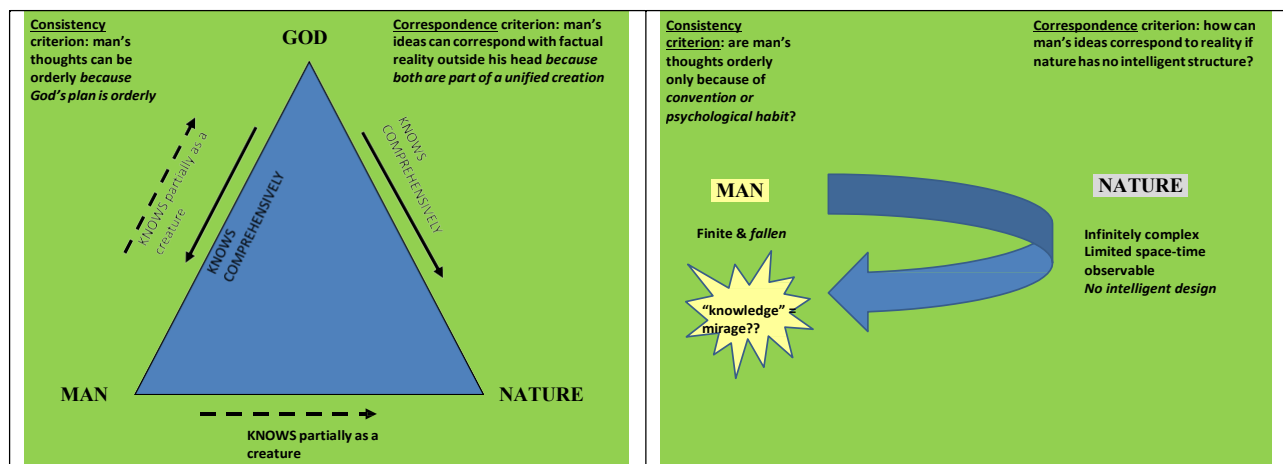 Consistency
criterion: man's
thoughts can be
orderly because
God's plan is orderly
GOD
Correspondence criterion: man's
ideas can correspond with factual
reality outside his head because
both are part of a unified creation
KNOWS partially as a
creature
KNOWS
COMPREHENSIVELY
KNOWS
COMPREHENSIVELY
MAN
NATURE
KNOWS partially as a
creature
Consistency
criterion: are man's
thoughts orderly
only because of
convention or
psychological habit?
Correspondence criterion: how can
man's ideas correspond to reality if
nature has no intelligent structure?
MAN
Finite & fallen
"knowledge" =
mirage??
NATURE
Infinitely complex
Limited space-time
observable
No intelligent design